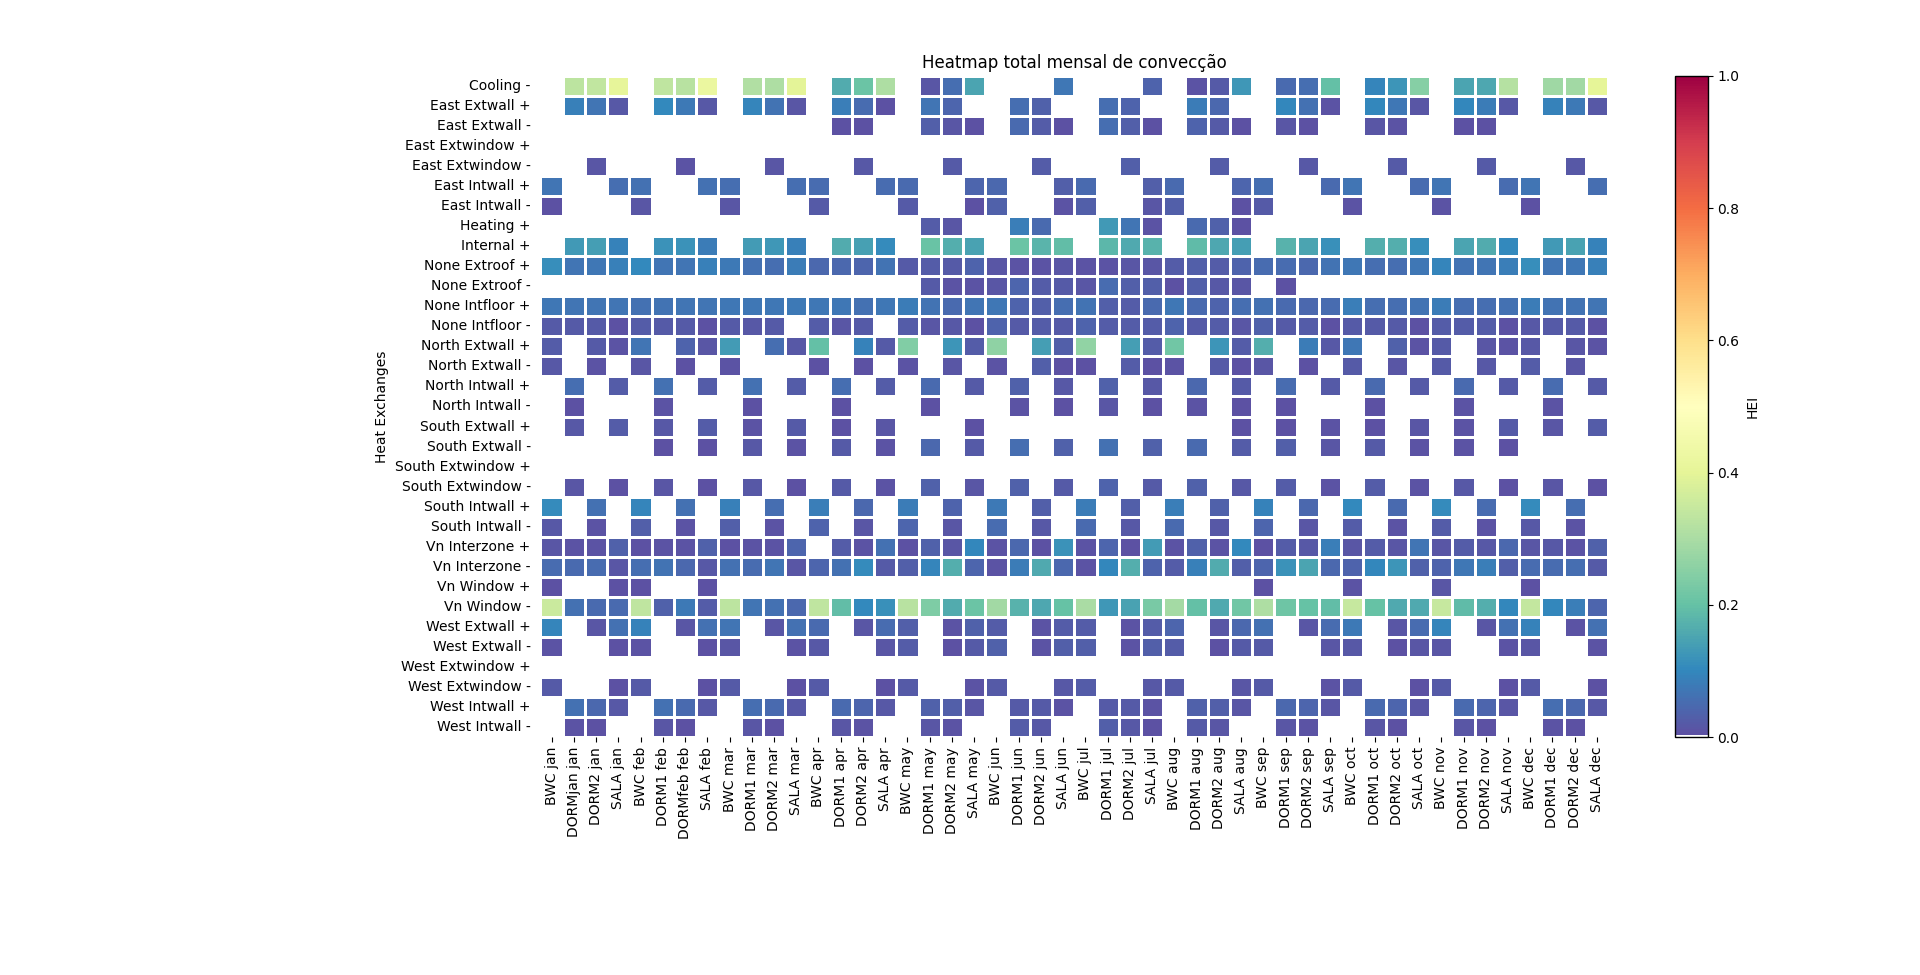 Heatmap total mensal de convecção
Cooling -
East Extwall +
East Extwall -
East Extwindow +
East Extwindow -
East Intwall +
East Intwall -
Heating +
Internal +
None Extroof +
None Extroof -
None Intfloor +
None Intfloor -
North Extwall +
North Extwall -
North Intwall +
North Intwall -
South Extwall +
South Extwall -
South Extwindow +
South Extwindow -
South Intwall +
South Intwall -
Vn Interzone +
Vn Interzone -
Vn Window +
Vn Window -
West Extwall +
West Extwall -
West Extwindow +
West Extwindow -
West Intwall +
West Intwall -
Heat Exchanges
BWC jan
DORMjan jan
DORM2 jan
SALA jan
BWC feb
DORM1 feb
DORMfeb feb
SALA feb
BWC mar
DORM1 mar
DORM2 mar
SALA mar
BWC apr
DORM1 apr
DORM2 apr
SALA apr
BWC may
DORM1 may
DORM2 may
SALA may
BWC jun
DORM1 jun
DORM2 jun
SALA jun
BWC jul
DORM1 jul
DORM2 jul
SALA jul
BWC aug
DORM1 aug
DORM2 aug
SALA aug
BWC sep
DORM1 sep
DORM2 sep
SALA sep
BWC oct
DORM1 oct
DORM2 oct
SALA oct
BWC nov
DORM1 nov
DORM2 nov
SALA nov
BWC dec
DORM1 dec
DORM2 dec
SALA dec
1.0
0.8
0.6
0.4
0.2
0.0
HEI